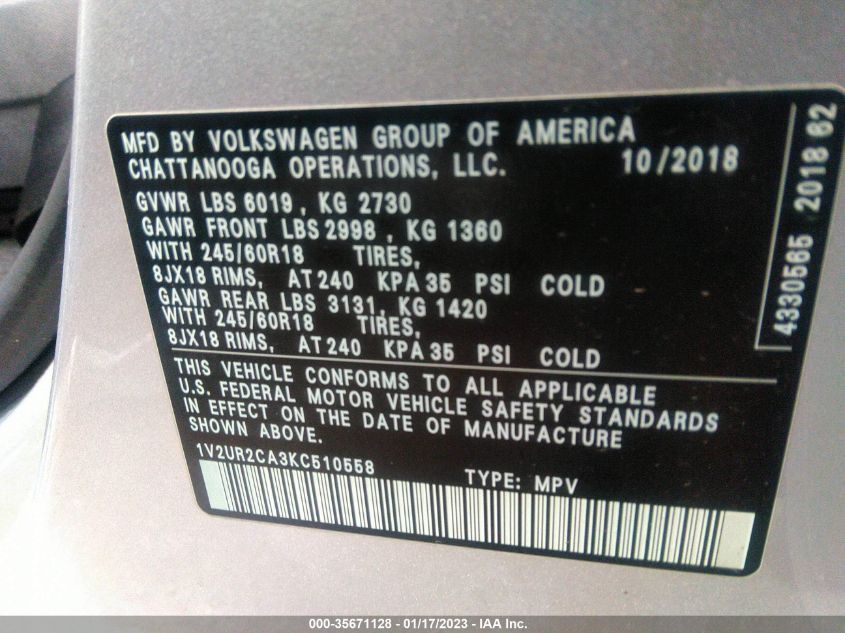 MFD BY VOLKSWAGEN GROUP OF AMERICA
CHATTANOOGA OPERATIONS, LLC. 10/2018
GVWR LBS 6019, KG 2730
GAWR FRONT LBS 2998, KG 1360
WITH 245/60R18 TIRES,
8JX18 RIMS, AT 240 KPA 35 PSI COLD
GAWR REAR LBS 3131, KG 1420
WITH 245/60R18 TIRES,
8JX18 RIMS, AT 240 KPA 35 PSI COLD
THIS VEHICLE CONFORMS TO ALL APPLICABLE
U.S. FEDERAL MOTOR VEHICLE SAFETY STANDARDS
IN EFFECT ON THE DATE OF MANUFACTURE
SHOWN ABOVE.
1V2UR2CA3KC510558 TYPE: MPV
4330565 2018 62
000-35671128 - 01/17/2023 - IAA Inc.